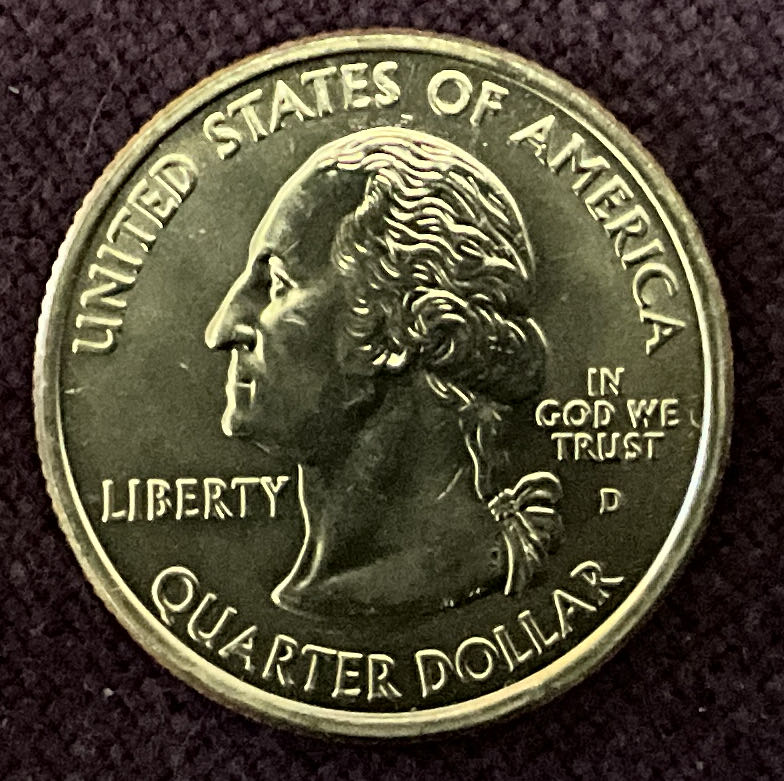 UNITED STATES OF AMERICA
LIBERTY
IN
GOD WE
TRUST
D
QUARTER DOLLAR